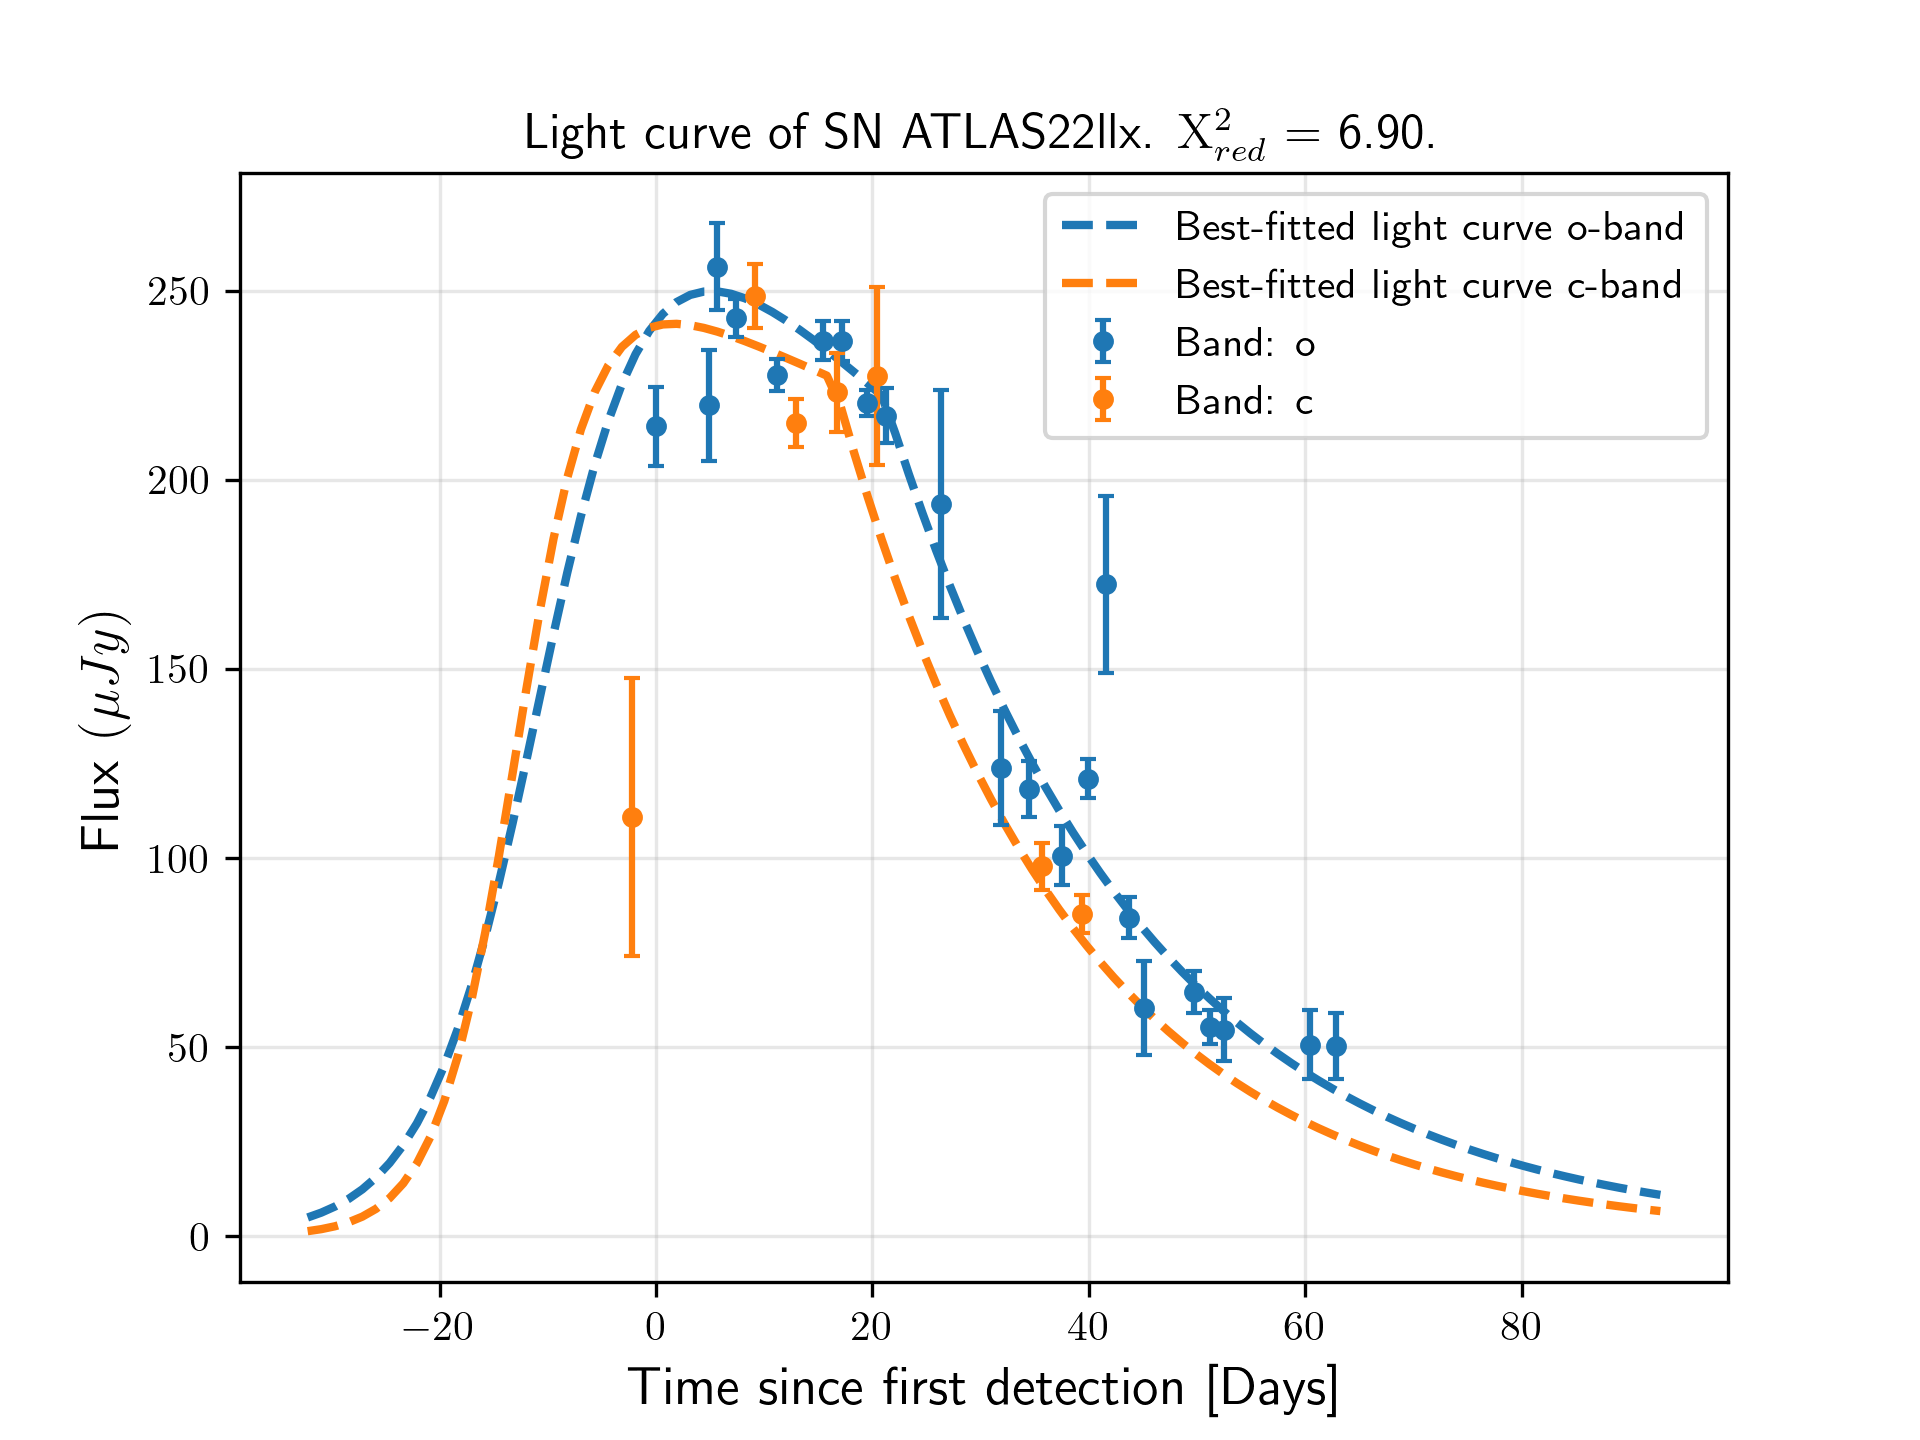 Light curve of SN ATLAS22llx. X²_red = 6.90.
Best-fitted light curve o-band
Best-fitted light curve c-band
Band: o
Band: c
Flux (μJy)
250
200
150
100
50
0
−20 0 20 40 60 80
Time since first detection [Days]